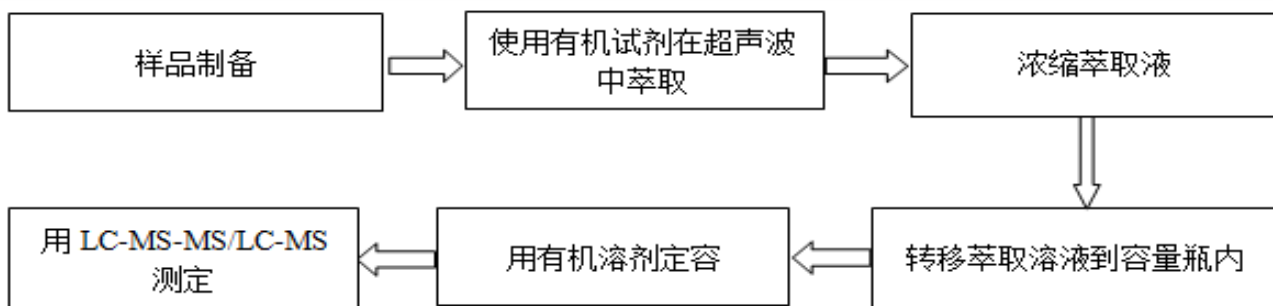 样品制备
使用有机试剂在超声波
中萃取
浓缩萃取液
转移萃取溶液到容量瓶内
用有机溶剂定容
用 LC-MS-MS/LC-MS
测定